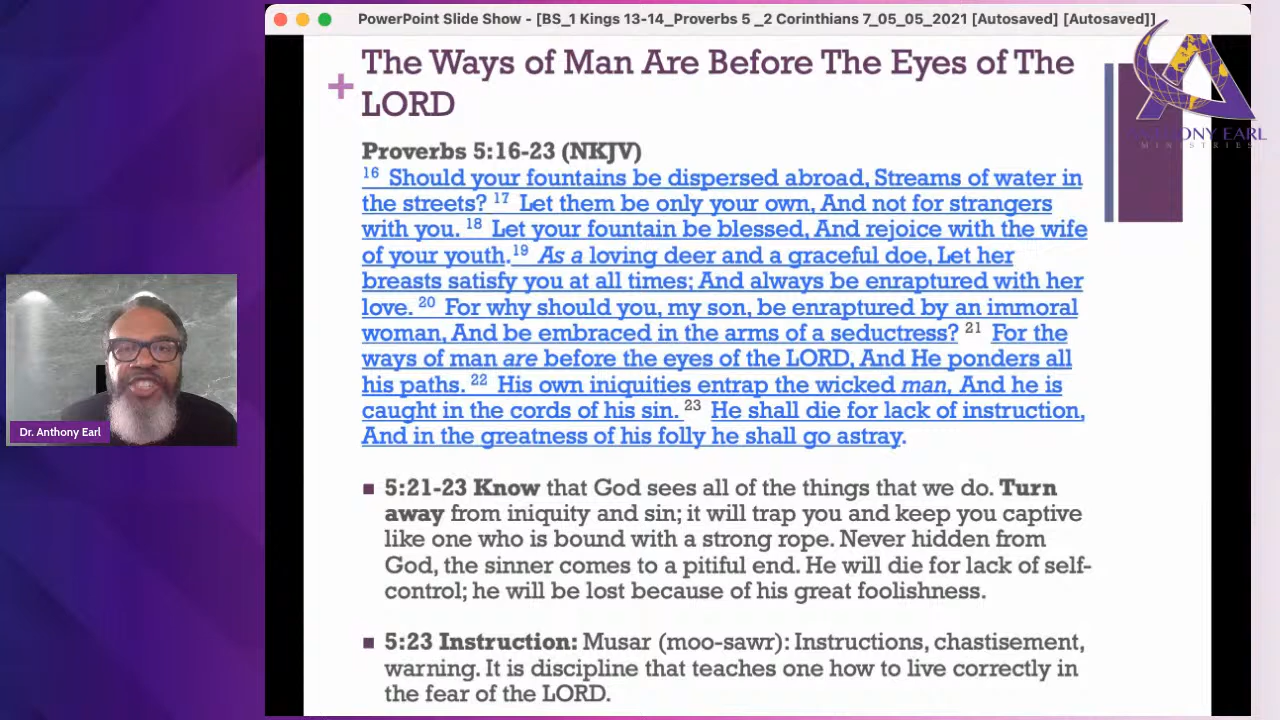 PowerPoint Slide Show - [BS_1 Kings 13-14_Proverbs 5 _2 Corinthians 7_05_05_2021 [Autosaved] [Autosaved]]
The Ways of Man Are Before The Eyes of The
+ LORD
ANTHONY EARL
MINISTRIES
Proverbs 5:16-23 (NKJV)
16 Should your fountains be dispersed abroad, Streams of water in
the streets? 17 Let them be only your own, And not for strangers
with you. 18 Let your fountain be blessed, And rejoice with the wife
of your youth.19 As a loving deer and a graceful doe, Let her
breasts satisfy you at all times; And always be enraptured with her
love. 20 For why should you, my son, be enraptured by an immoral
woman, And be embraced in the arms of a seductress? 21 For the
ways of man are before the eyes of the LORD, And He ponders all
his paths. 22 His own iniquities entrap the wicked man, And he is
caught in the cords of his sin. 23 He shall die for lack of instruction,
And in the greatness of his folly he shall go astray.
Dr. Anthony Earl
■ 5:21-23 Know that God sees all of the things that we do. Turn
away from iniquity and sin; it will trap you and keep you captive
like one who is bound with a strong rope. Never hidden from
God, the sinner comes to a pitiful end. He will die for lack of self-
control; he will be lost because of his great foolishness.
■ 5:23 Instruction: Musar (moo-sawr): Instructions, chastisement,
warning. It is discipline that teaches one how to live correctly in
the fear of the LORD.